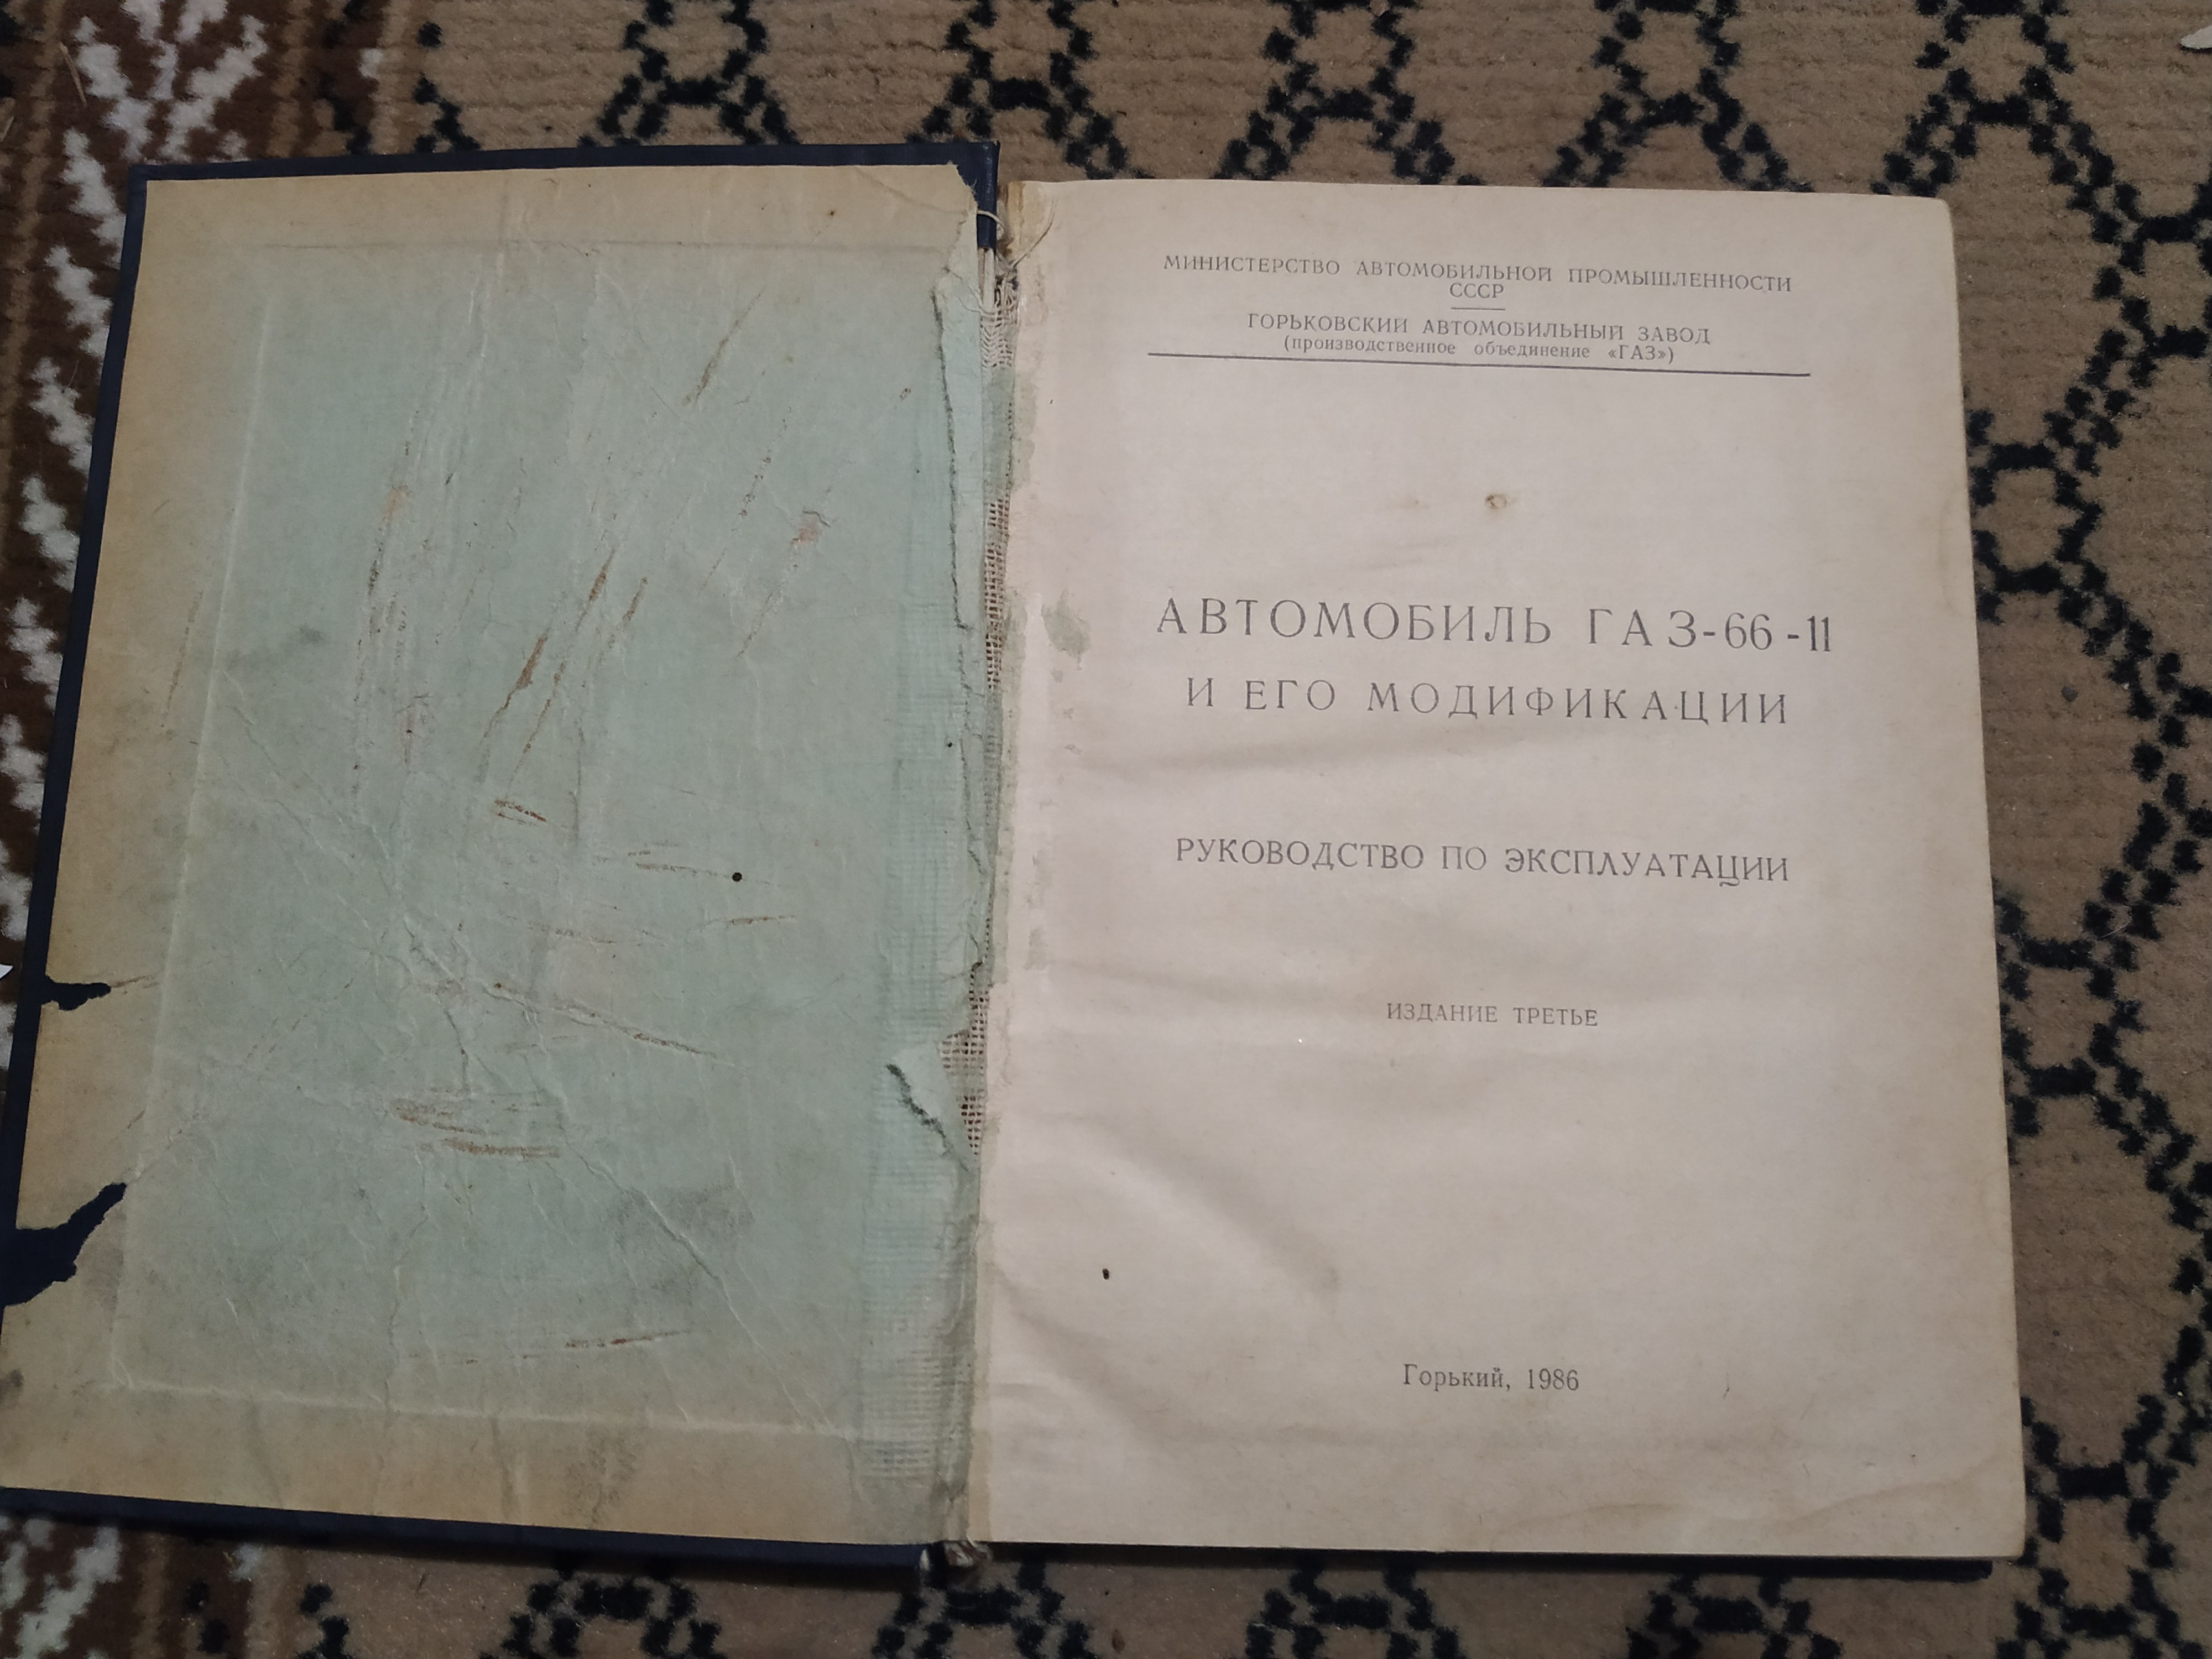 МИНИСТЕРСТВО АВТОМОБИЛЬНОЙ ПРОМЫШЛЕННОСТИ
СССР
ГОРЬКОВСКИЙ АВТОМОБИЛЬНЫЙ ЗАВОД
(производственное объединение «ГАЗ»)
АВТОМОБИЛЬ ГАЗ-66-11
И ЕГО МОДИФИКАЦИИ
РУКОВОДСТВО ПО ЭКСПЛУАТАЦИИ
ИЗДАНИЕ ТРЕТЬЕ
Горький, 1986